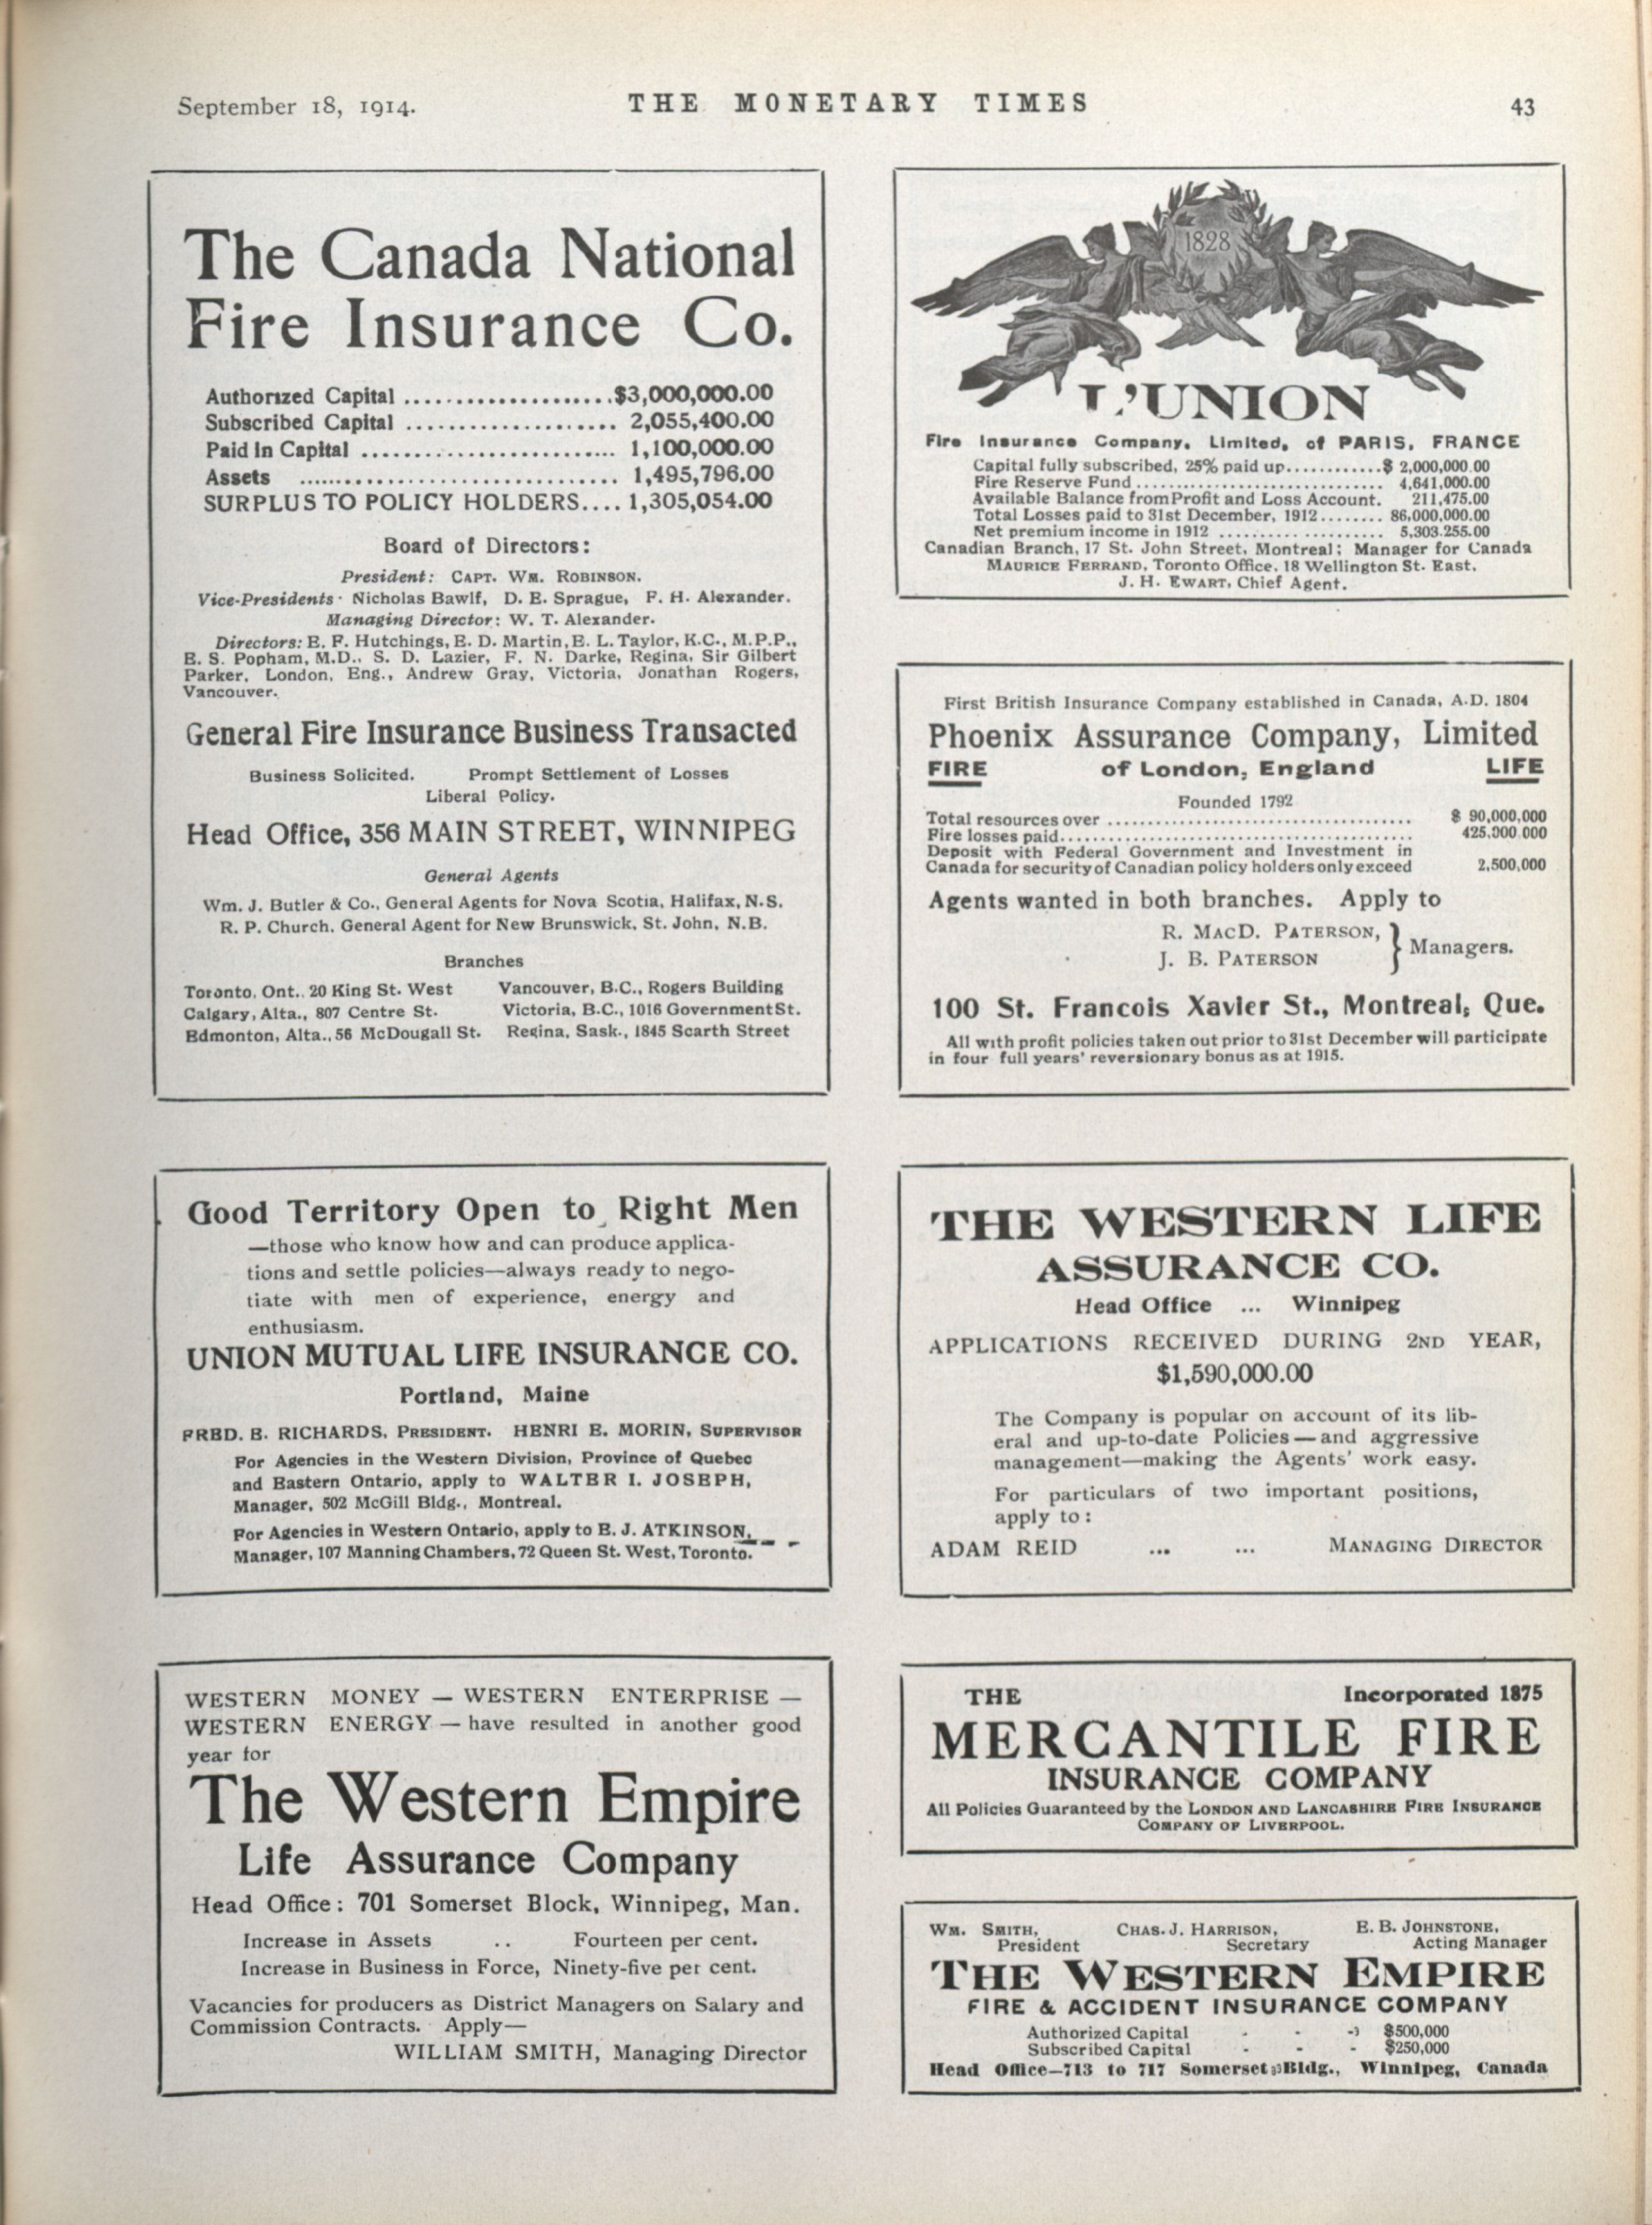 September 18, 1914.
THE MONETARY TIMES
43
The Canada National
Fire Insurance Co.
Authorized Capital ....................$3,000,000.00
Subscribed Capital .................... 2,055,400.00
Paid in Capital ........................ 1,100,000.00
Assets .............................. 1,495,796.00
SURPLUS TO POLICY HOLDERS.... 1,305,054.00
Board of Directors:
President: CAPT. WM. ROBINSON.
Vice-Presidents · Nicholas Bawlf, D. E. Sprague, F. H. Alexander.
Managing Director: W. T. Alexander.
Directors: E. F. Hutchings, E. D. Martin, E. L. Taylor, K.C., M.P.P.,
E. S. Popham, M.D., S. D. Lazier, F. N. Darke, Regina, Sir Gilbert
Parker, London, Eng., Andrew Gray, Victoria, Jonathan Rogers,
Vancouver.
General Fire Insurance Business Transacted
Business Solicited. Prompt Settlement of Losses
Liberal Policy.
Head Office, 356 MAIN STREET, WINNIPEG
General Agents
Wm. J. Butler & Co., General Agents for Nova Scotia, Halifax, N.S.
R. P. Church, General Agent for New Brunswick, St. John, N.B.
Branches
Toronto, Ont., 20 King St. West Vancouver, B.C., Rogers Building
Calgary, Alta., 807 Centre St. Victoria, B.C., 1016 Government St.
Edmonton, Alta., 56 McDougall St. Regina, Sask., 1845 Scarth Street
1828
L'UNION
Fire Insurance Company, Limited, of PARIS, FRANCE
Capital fully subscribed, 25% paid up............$ 2,000,000.00
Fire Reserve Fund .............................. 4,641,000.00
Available Balance from Profit and Loss Account. 211,475.00
Total Losses paid to 31st December, 1912........ 86,000,000.00
Net premium income in 1912 .................... 5,303.255.00
Canadian Branch, 17 St. John Street, Montreal; Manager for Canada
MAURICE FERRAND, Toronto Office, 18 Wellington St. East.
J. H. EWART, Chief Agent.
First British Insurance Company established in Canada, A.D. 1804
Phoenix Assurance Company, Limited
FIRE of London, England LIFE
Founded 1792
Total resources over .................................... $ 90,000,000
Fire losses paid.......................................... 425,000.000
Deposit with Federal Government and Investment in
Canada for security of Canadian policy holders only exceed 2,500,000
Agents wanted in both branches. Apply to
R. MACD. PATERSON,
J. B. PATERSON } Managers.
100 St. Francois Xavier St., Montreal, Que.
All with profit policies taken out prior to 31st December will participate
in four full years' reversionary bonus as at 1915.
Good Territory Open to Right Men
—those who know how and can produce applica-
tions and settle policies—always ready to nego-
tiate with men of experience, energy and
enthusiasm.
UNION MUTUAL LIFE INSURANCE CO.
Portland, Maine
FRED. E. RICHARDS, PRESIDENT. HENRI E. MORIN, SUPERVISOR
For Agencies in the Western Division, Province of Quebec
and Eastern Ontario, apply to WALTER I. JOSEPH,
Manager, 502 McGill Bldg., Montreal.
For Agencies in Western Ontario, apply to E. J. ATKINSON,
Manager, 107 Manning Chambers, 72 Queen St. West, Toronto.
THE WESTERN LIFE
ASSURANCE CO.
Head Office ... Winnipeg
APPLICATIONS RECEIVED DURING 2ND YEAR,
$1,590,000.00
The Company is popular on account of its lib-
eral and up-to-date Policies — and aggressive
management—making the Agents' work easy.
For particulars of two important positions,
apply to:
ADAM REID ... ... MANAGING DIRECTOR
WESTERN MONEY — WESTERN ENTERPRISE —
WESTERN ENERGY — have resulted in another good
year for
The Western Empire
Life Assurance Company
Head Office: 701 Somerset Block, Winnipeg, Man.
Increase in Assets .. Fourteen per cent.
Increase in Business in Force, Ninety-five per cent.
Vacancies for producers as District Managers on Salary and
Commission Contracts. Apply—
WILLIAM SMITH, Managing Director
THE Incorporated 1875
MERCANTILE FIRE
INSURANCE COMPANY
All Policies Guaranteed by the LONDON AND LANCASHIRE FIRE INSURANCE
COMPANY OF LIVERPOOL.
WM. SMITH, CHAS. J. HARRISON, E. B. JOHNSTONE,
President Secretary Acting Manager
THE WESTERN EMPIRE
FIRE & ACCIDENT INSURANCE COMPANY
Authorized Capital - - - $500,000
Subscribed Capital - - - $250,000
Head Office—713 to 717 Somerset Bldg., Winnipeg, Canada